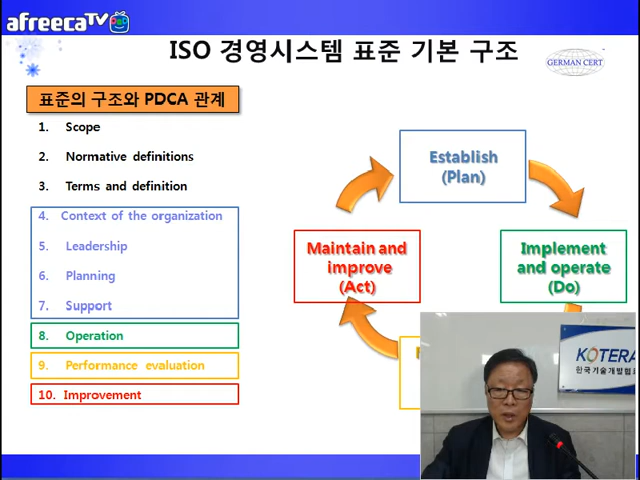 afreecaTV
ISO 경영시스템 표준 기본 구조
GERMAN CERT
표준의 구조와 PDCA 관계
1. Scope
2. Normative definitions
3. Terms and definition
4. Context of the organization
5. Leadership
6. Planning
7. Support
8. Operation
9. Performance evaluation
10. Improvement
Establish
(Plan)
Implement
and operate
(Do)
Maintain and
improve
(Act)
KOTERA
한국기술개발협회